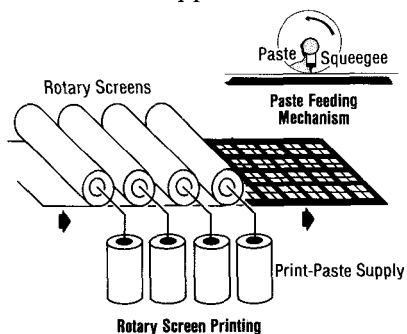 Paste
Squeegee
Rotary Screens
Paste Feeding
Mechanism
Print-Paste Supply
Rotary Screen Printing